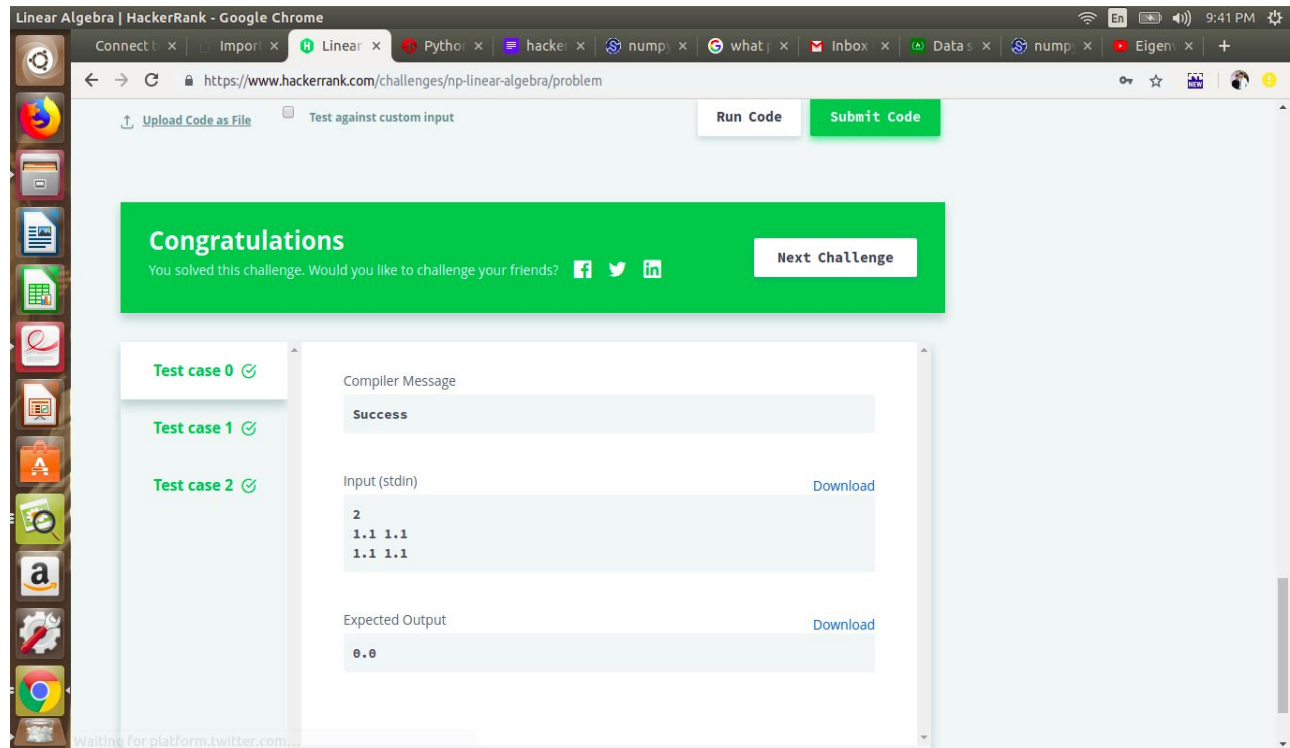 Linear Algebra | HackerRank - Google Chrome
En
9:41 PM
Connect t
Import
Linear
Python
hacker
numpy
what
Inbox
Data s
numpy
Eigen
https://www.hackerrank.com/challenges/np-linear-algebra/problem
NEW
Upload Code as File
Test against custom input
Run Code
Submit Code
Congratulations
You solved this challenge. Would you like to challenge your friends?
Next Challenge
Test case 0
Test case 1
Test case 2
Compiler Message
Success
Input (stdin)
Download
2
1.1 1.1
1.1 1.1
Expected Output
Download
0.0
Waiting for platform.twitter.com...